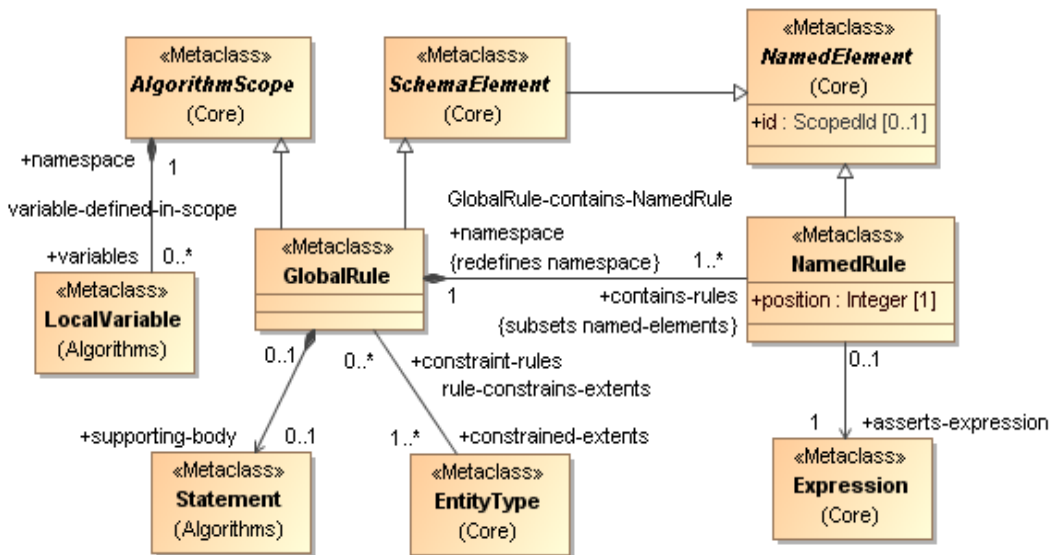 «Metaclass»
AlgorithmScope
(Core)
«Metaclass»
SchemaElement
(Core)
«Metaclass»
NamedElement
(Core)
+id : ScopedId [0..1]
+namespace
1
variable-defined-in-scope
+variables
0..*
«Metaclass»
LocalVariable
(Algorithms)
«Metaclass»
GlobalRule
GlobalRule-contains-NamedRule
+namespace
{redefines namespace}
1
1..*
+contains-rules
{subsets named-elements}
«Metaclass»
NamedRule
+position : Integer [1]
0..1
+supporting-body
0..1
0..*
+constraint-rules
rule-constrains-extents
1..*
+constrained-extents
0..1
1
+asserts-expression
«Metaclass»
Statement
(Algorithms)
«Metaclass»
EntityType
(Core)
«Metaclass»
Expression
(Core)